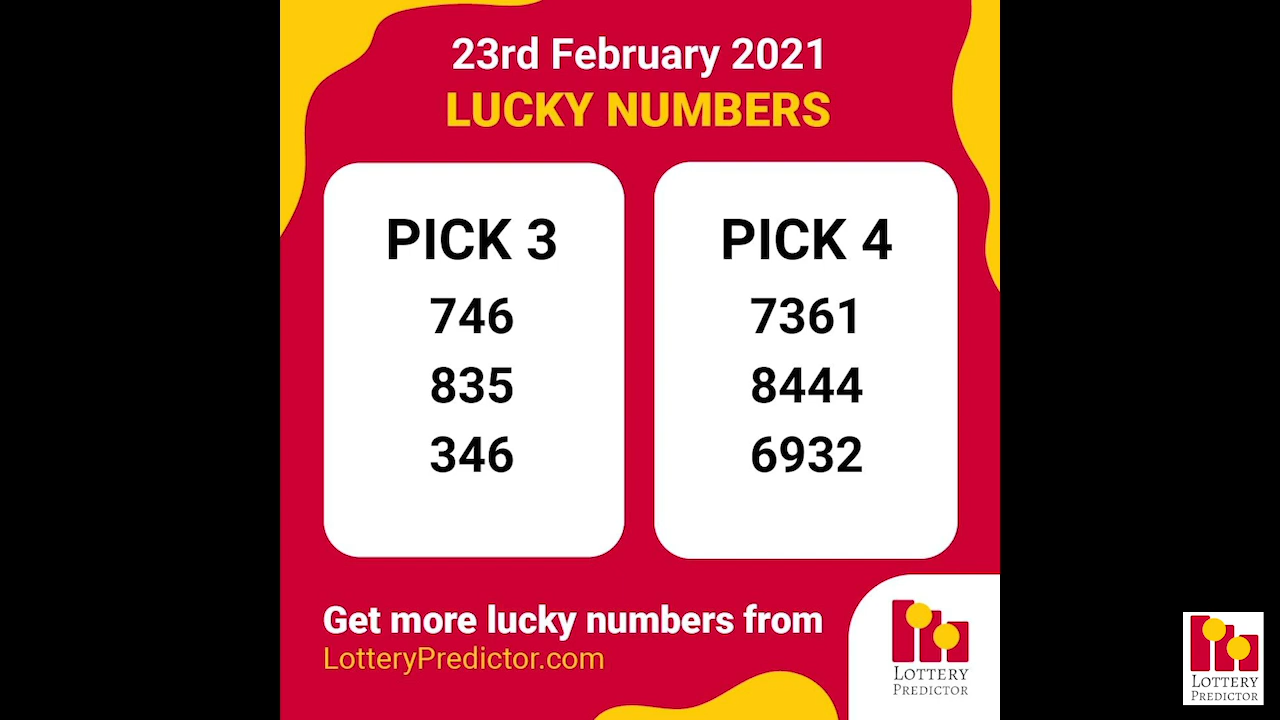 23rd February 2021
LUCKY NUMBERS
PICK 3
746
835
346
PICK 4
7361
8444
6932
Get more lucky numbers from
LotteryPredictor.com
LOTTERY
PREDICTOR
LOTTERY
PREDICTOR